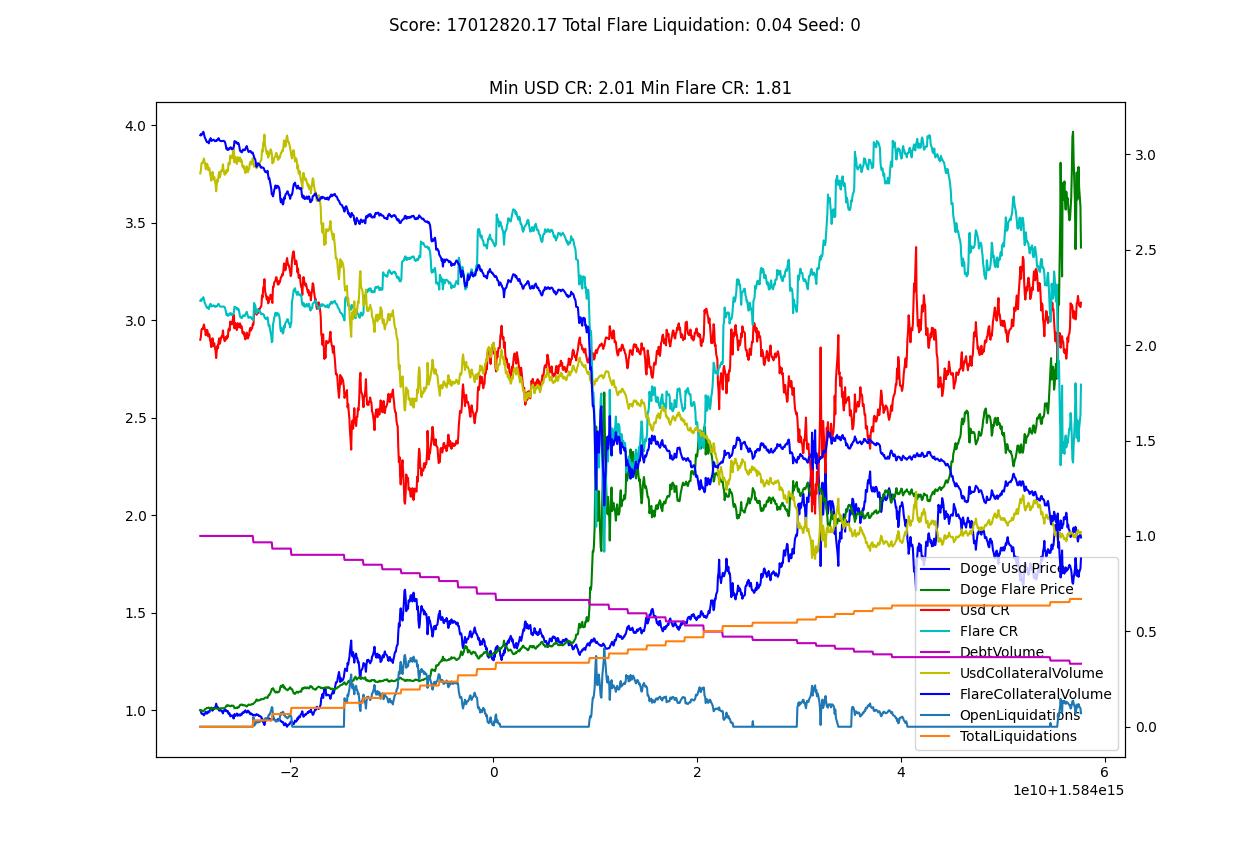 Score: 17012820.17 Total Flare Liquidation: 0.04 Seed: 0
Min USD CR: 2.01 Min Flare CR: 1.81
4.0
3.5
3.0
2.5
2.0
1.5
1.0
3.0
2.5
2.0
1.5
1.0
0.5
0.0
Doge Usd Price
Doge Flare Price
Usd CR
Flare CR
DebtVolume
UsdCollateralVolume
FlareCollateralVolume
OpenLiquidations
TotalLiquidations
−2 0 2 4 6
1e10+1.584e15